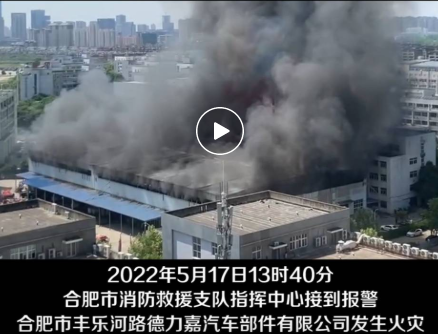 2022年5月17日13时40分
合肥市消防救援支队指挥中心接到报警
合肥市丰乐河路德力嘉汽车部件有限公司发生火灾